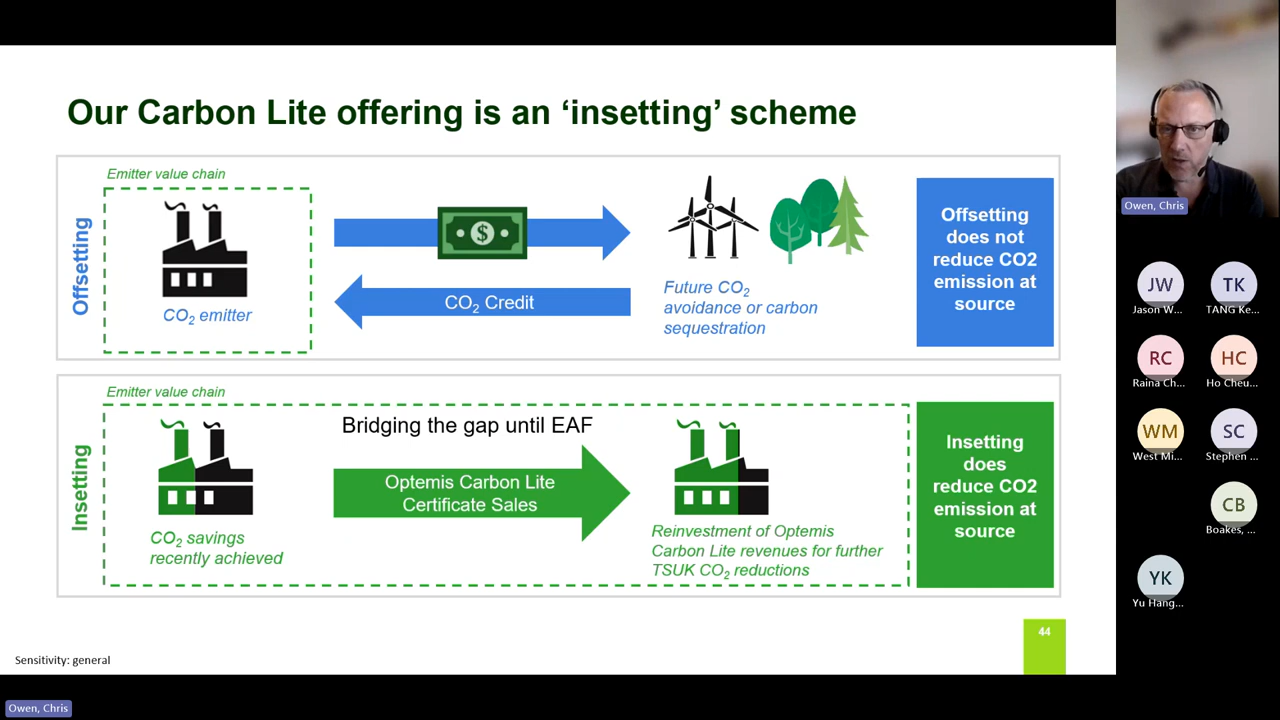 Our Carbon Lite offering is an ‘insetting’ scheme
Emitter value chain
Offsetting
CO2 emitter
$
CO2 Credit
Future CO2
avoidance or carbon
sequestration
Offsetting
does not
reduce CO2
emission at
source
Emitter value chain
Insetting
CO2 savings
recently achieved
Bridging the gap until EAF
Optemis Carbon Lite
Certificate Sales
Reinvestment of Optemis
Carbon Lite revenues for further
TSUK CO2 reductions
Insetting
does
reduce CO2
emission at
source
44
Sensitivity: general
Owen, Chris
Owen, Chris
JW
Jason W...
TK
TANG Ke...
RC
Raina Ch...
HC
Ho Cheu...
WM
West Mi...
SC
Stephen ...
CB
Boakes, ...
YK
Yu Hang...